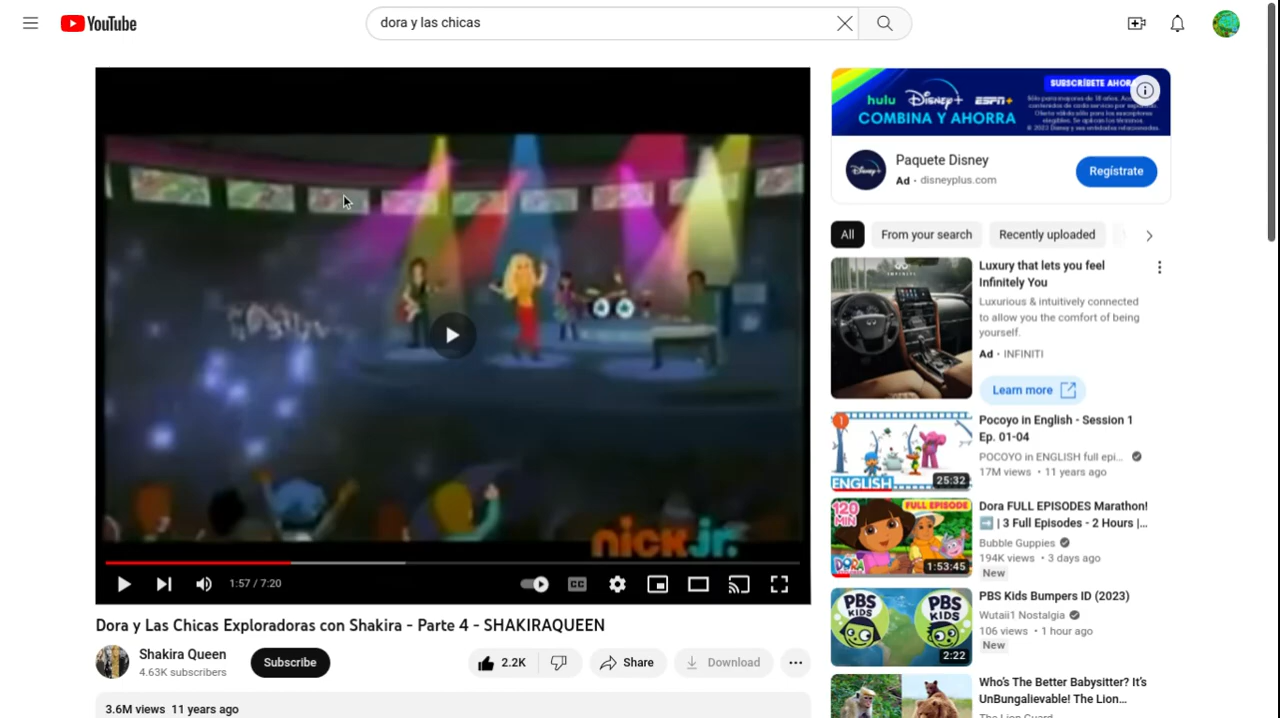 YouTube
dora y las chicas
nick jr.
1:57 / 7:20
CC
Dora y Las Chicas Exploradoras con Shakira - Parte 4 - SHAKIRAQUEEN
Shakira Queen
4.63K subscribers
Subscribe
2.2K
Share
Download
3.6M views 11 years ago
SUBSCRÍBETE AHORA
hulu Disney+ ESPN+
COMBINA Y AHORRA
Paquete Disney
Ad · disneyplus.com
Regístrate
All
From your search
Recently uploaded
Luxury that lets you feel
Infinitely You
Luxurious & intuitively connected
to allow you the comfort of being
yourself.
Ad · INFINITI
Learn more
1
ENGLISH
25:32
Pocoyo in English - Session 1
Ep. 01-04
POCOYO in ENGLISH full epi...
17M views · 11 years ago
120
MIN
FULL EPISODE
DORA
1:53:45
Dora FULL EPISODES Marathon!
➡️ | 3 Full Episodes - 2 Hours |...
Bubble Guppies
194K views · 3 days ago
New
PBS
KIDS
PBS
KIDS
2:22
PBS Kids Bumpers ID (2023)
Wutaii1 Nostalgia
106 views · 1 hour ago
New
Who's The Better Babysitter? It's
UnBungalievable! The Lion...
The Lion Guard